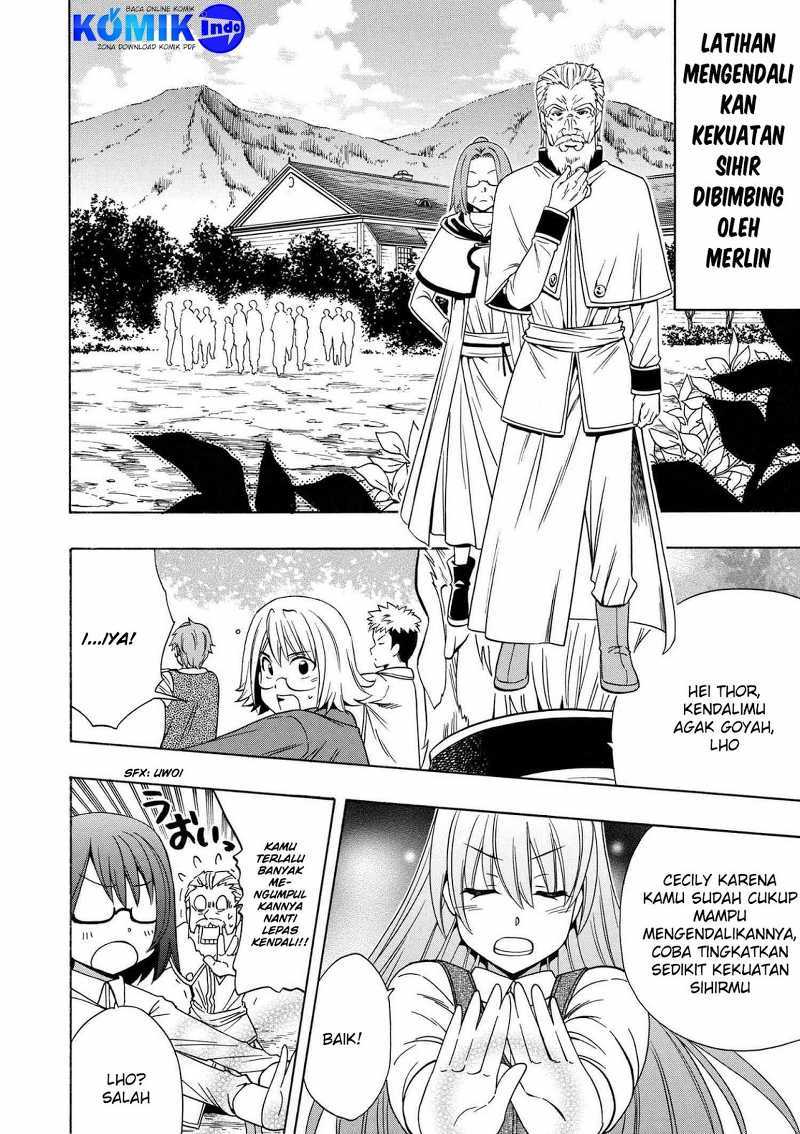 BACA ONLINE KOMIK
KOMIK Indo
ZONA DOWNLOAD KOMIK PDF
LATIHAN
MENGENDALI
KAN
KEKUATAN
SIHIR
DIBIMBING
OLEH
MERLIN
HEI THOR,
KENDALIMU
AGAK GOYAH,
LHO
I...IYA!
CECILY KARENA
KAMU SUDAH CUKUP
MAMPU
MENGENDALIKANNYA,
COBA TINGKATKAN
SEDIKIT KEKUATAN
SIHIRMU
BAIK!
SFX: UWOI
うおいっ
KAMU
TERLALU
BANYAK
ME-
NGUMPUL
KANNYA
NANTI
LEPAS
KENDALI!!
LHO?
SALAH